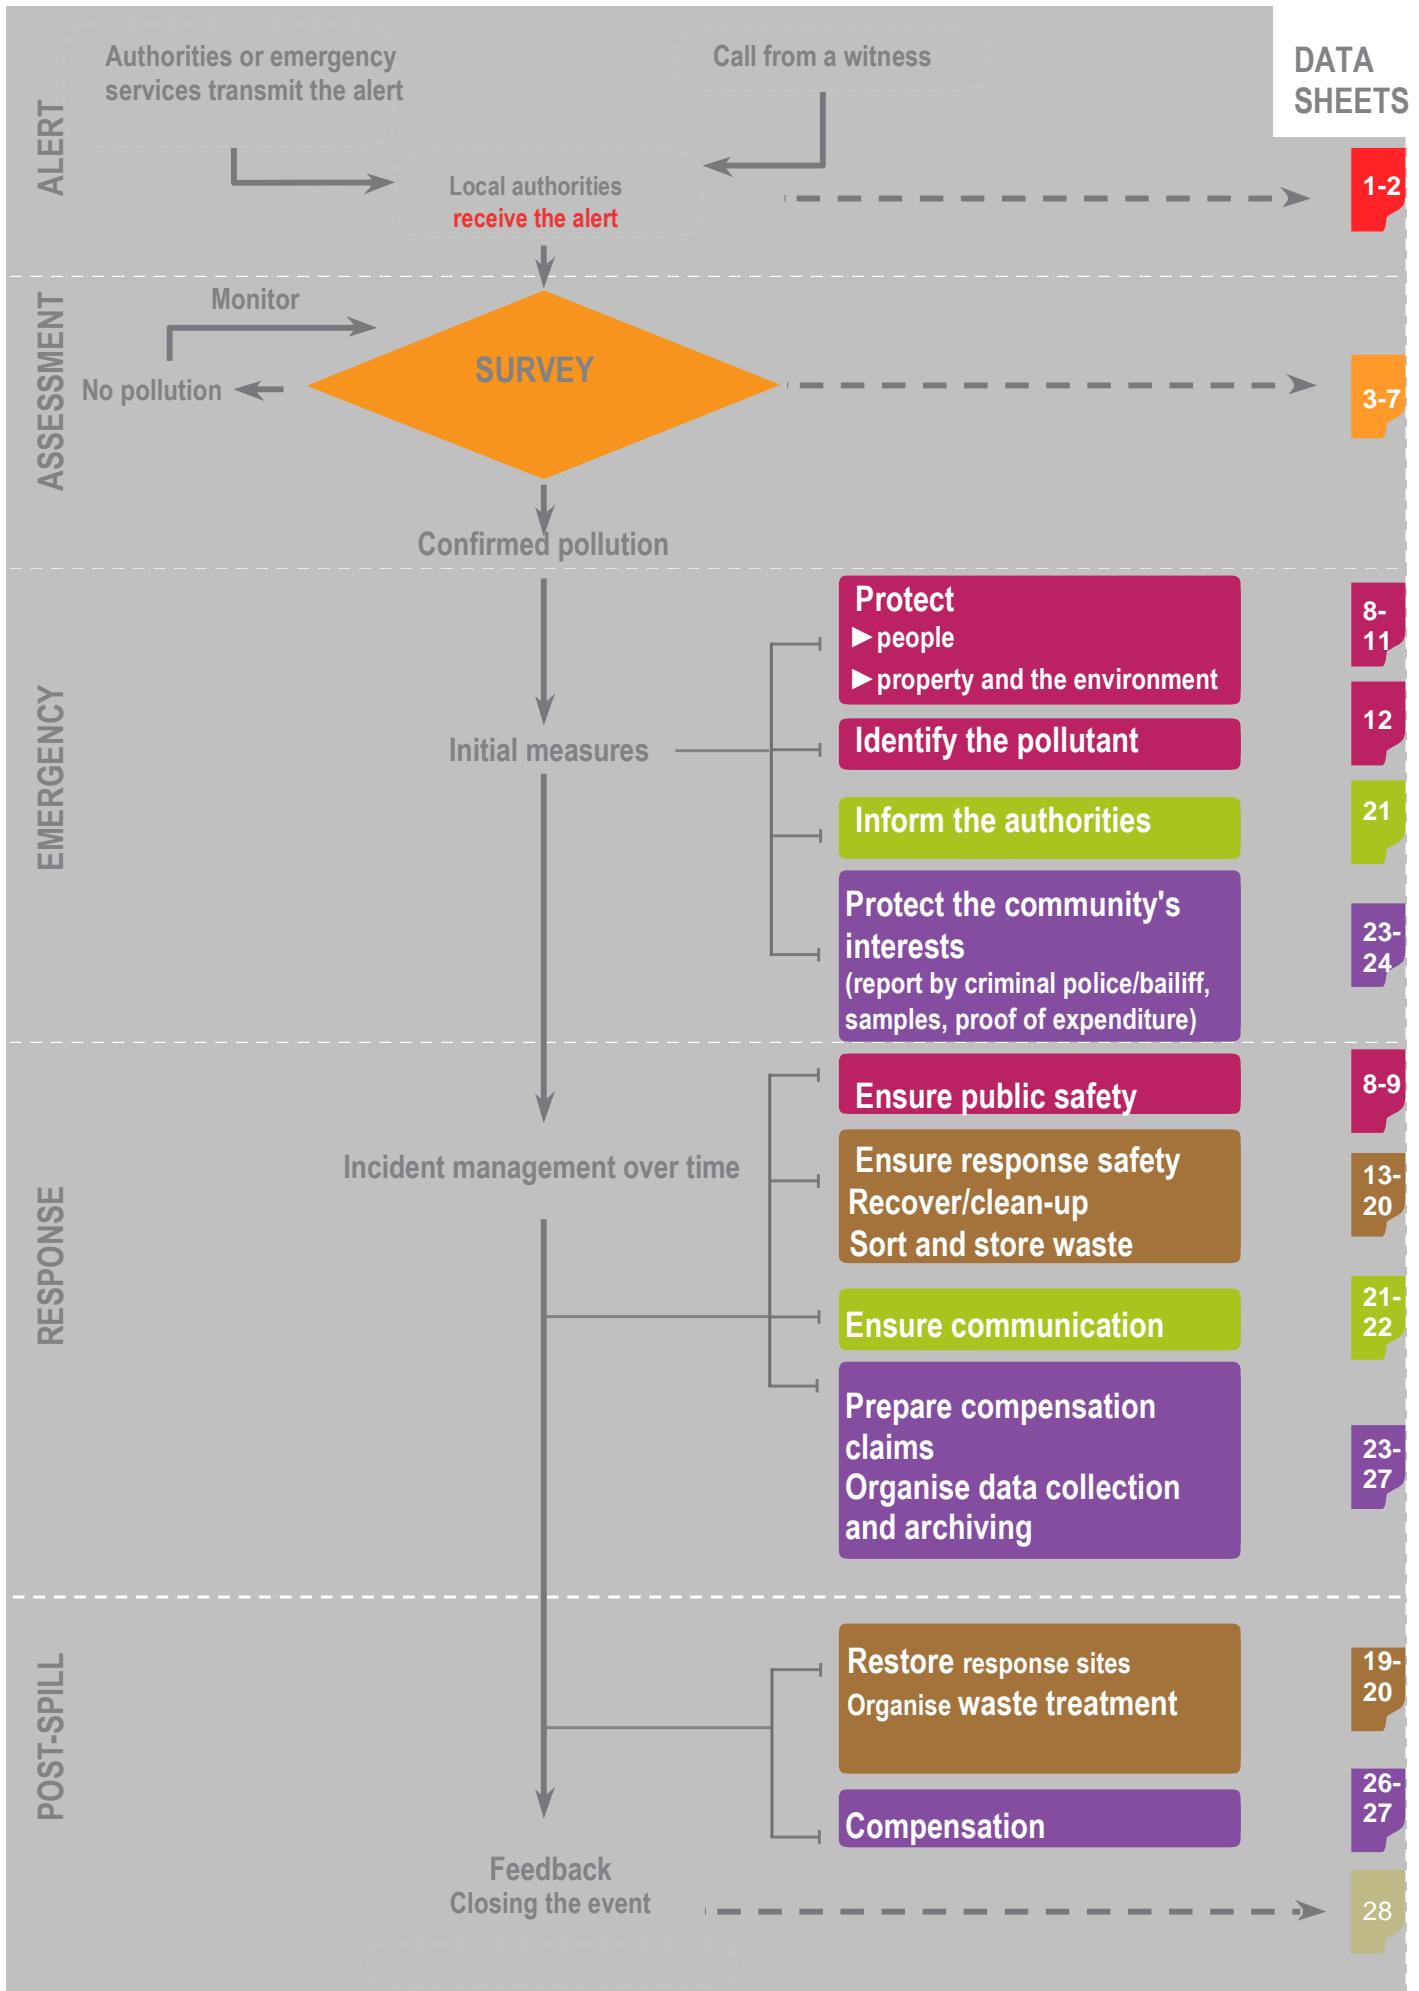 Authorities or emergency
services transmit the alert
Call from a witness
DATA
SHEETS
ALERT
Local authorities
receive the alert
1-2
ASSESSMENT
Monitor
SURVEY
No pollution
3-7
Confirmed pollution
EMERGENCY
Initial measures
Protect
►people
►property and the environment
8-
11
Identify the pollutant
12
Inform the authorities
21
Protect the community's
interests
(report by criminal police/bailiff,
samples, proof of expenditure)
23-
24
RESPONSE
Incident management over time
Ensure public safety
8-9
Ensure response safety
Recover/clean-up
Sort and store waste
13-
20
Ensure communication
21-
22
Prepare compensation
claims
Organise data collection
and archiving
23-
27
POST-SPILL
Restore response sites
Organise waste treatment
19-
20
Compensation
26-
27
Feedback
Closing the event
28